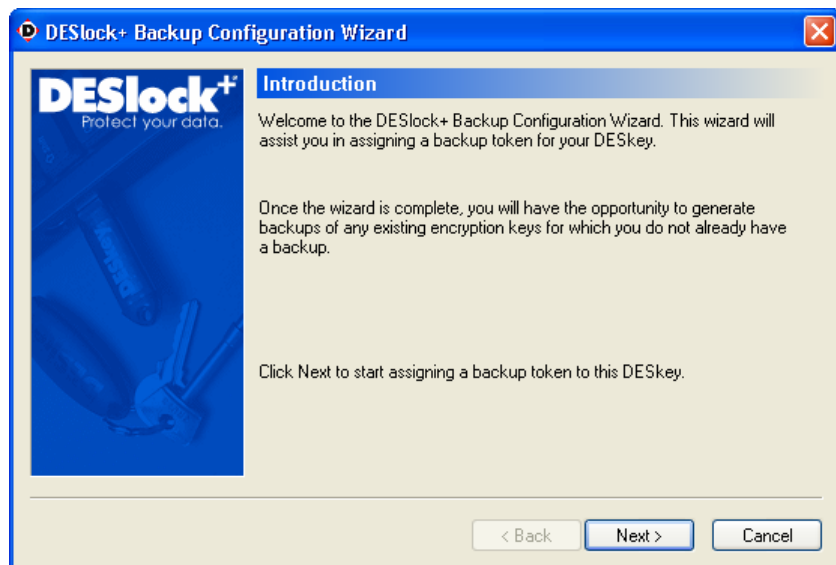 DESlock+ Backup Configuration Wizard
DESlock+
Protect your data.
DESkey
Introduction
Welcome to the DESlock+ Backup Configuration Wizard. This wizard will
assist you in assigning a backup token for your DESkey.
Once the wizard is complete, you will have the opportunity to generate
backups of any existing encryption keys for which you do not already have
a backup.
Click Next to start assigning a backup token to this DESkey.
< Back
Next >
Cancel